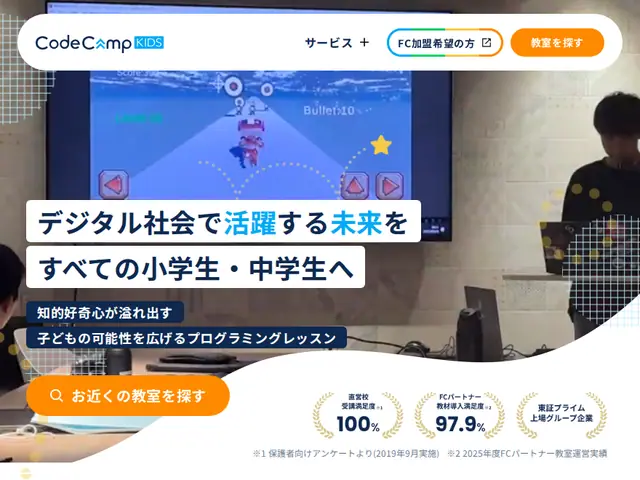 CodeCamp KIDS
サービス ＋
FC加盟希望の方
教室を探す
Bullet:10
デジタル社会で活躍する未来を
すべての小学生・中学生へ
知的好奇心が溢れ出す
子どもの可能性を広げるプログラミングレッスン
お近くの教室を探す
直営校
受講満足度※1
100%
FCパートナー
教材導入満足度※2
97.9%
東証プライム
上場グループ企業
※1 保護者向けアンケートより(2019年9月実施) ※2 2025年度FCパートナー教室運営実績